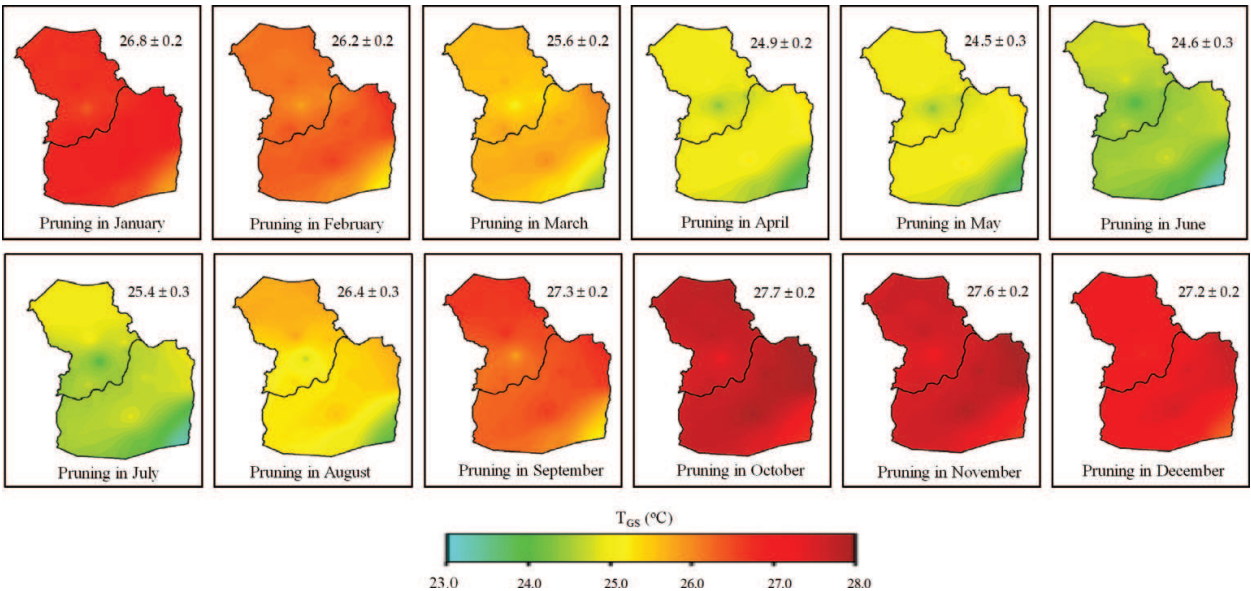 26.8 ± 0.2
Pruning in January
26.2 ± 0.2
Pruning in February
25.6 ± 0.2
Pruning in March
24.9 ± 0.2
Pruning in April
24.5 ± 0.3
Pruning in May
24.6 ± 0.3
Pruning in June
25.4 ± 0.3
Pruning in July
26.4 ± 0.3
Pruning in August
27.3 ± 0.2
Pruning in September
27.7 ± 0.2
Pruning in October
27.6 ± 0.2
Pruning in November
27.2 ± 0.2
Pruning in December
T_GS (°C)
23.0 24.0 25.0 26.0 27.0 28.0